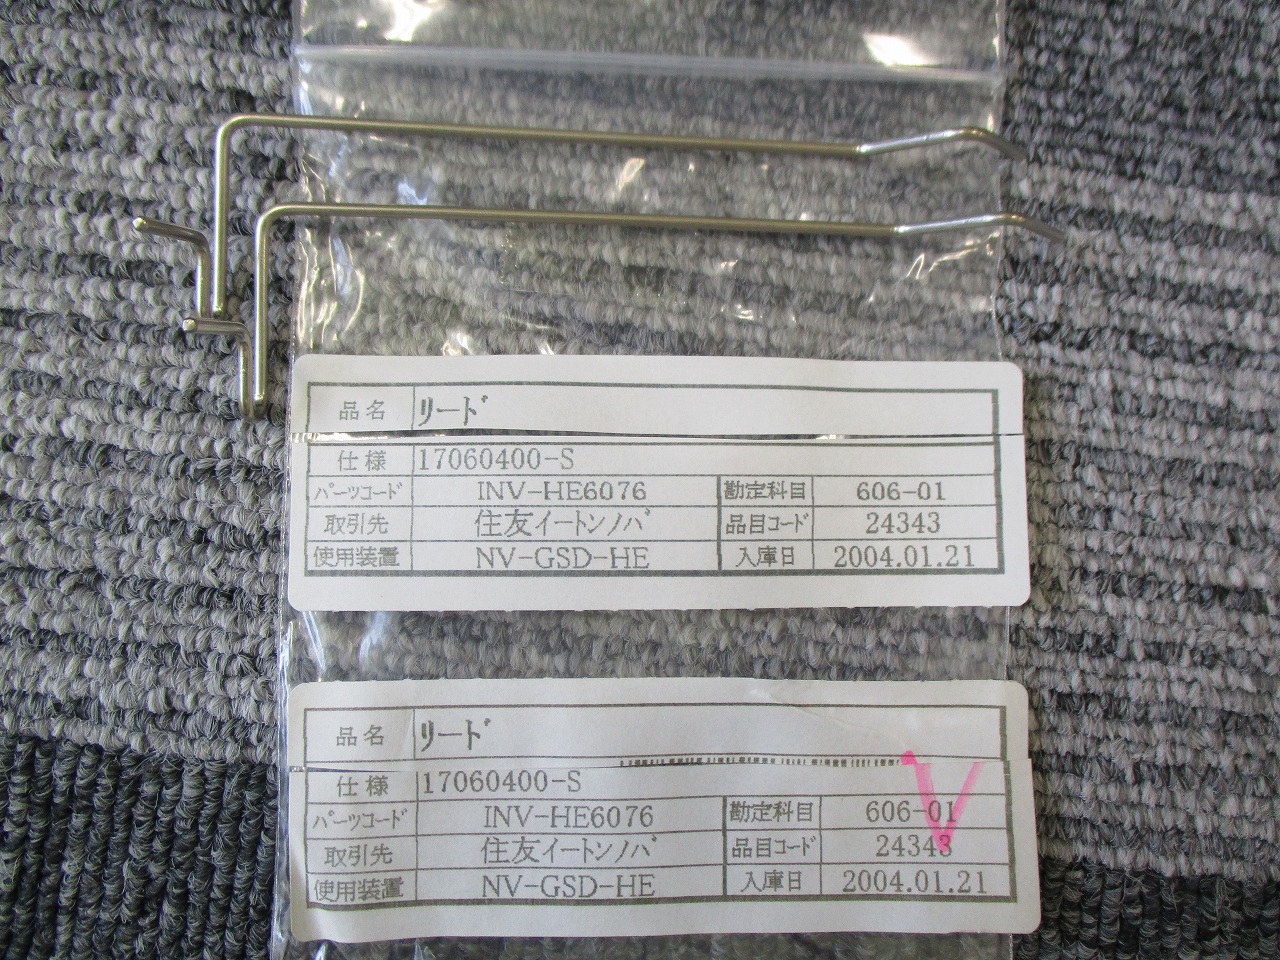 品名 リード
仕様 17060400-S
パーツコード INV-HE6076 勘定科目 606-01
取引先 住友イートンノバ 品目コード 24343
使用装置 NV-GSD-HE 入庫日 2004.01.21
品名 リード
仕様 17060400-S
パーツコード INV-HE6076 勘定科目 606-01
取引先 住友イートンノバ 品目コード 24343
使用装置 NV-GSD-HE 入庫日 2004.01.21